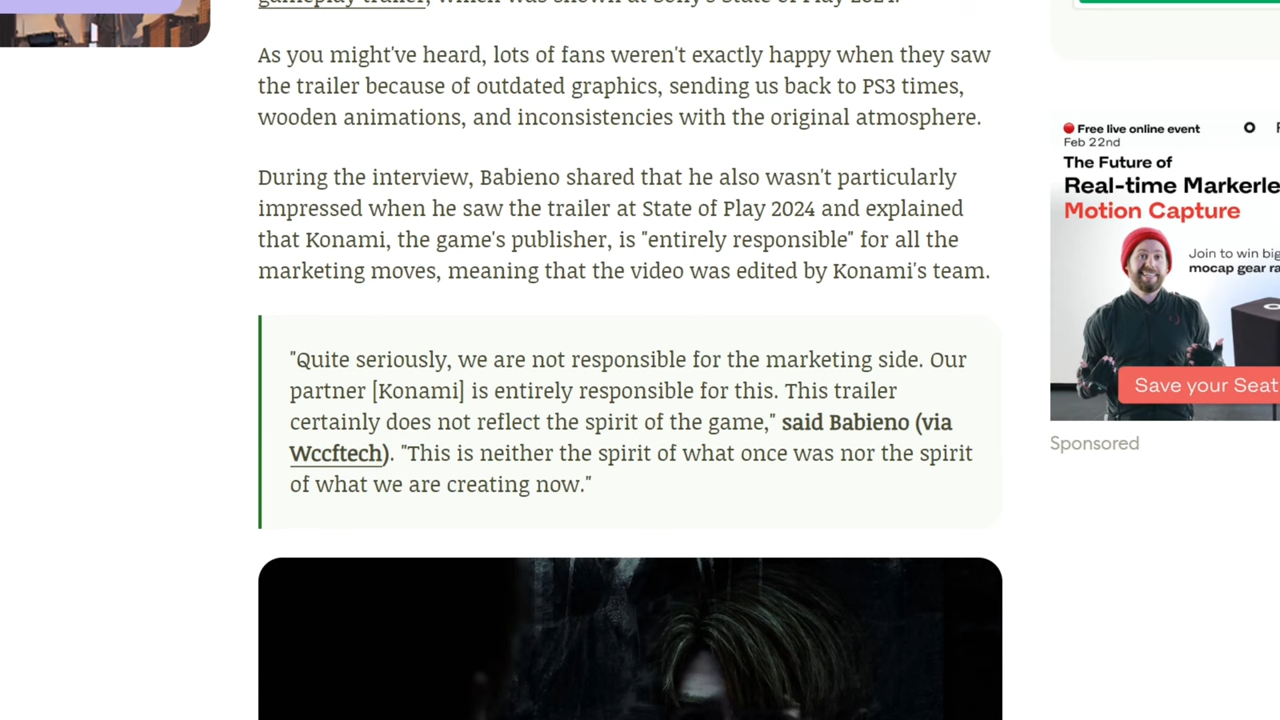 As you might've heard, lots of fans weren't exactly happy when they saw
the trailer because of outdated graphics, sending us back to PS3 times,
wooden animations, and inconsistencies with the original atmosphere.
During the interview, Babieno shared that he also wasn't particularly
impressed when he saw the trailer at State of Play 2024 and explained
that Konami, the game's publisher, is "entirely responsible" for all the
marketing moves, meaning that the video was edited by Konami's team.
"Quite seriously, we are not responsible for the marketing side. Our
partner [Konami] is entirely responsible for this. This trailer
certainly does not reflect the spirit of the game," said Babieno (via
Wccftech). "This is neither the spirit of what once was nor the spirit
of what we are creating now."
Free live online event
Feb 22nd
The Future of
Real-time Markerle
Motion Capture
Join to win big
mocap gear ra
Save your Seat
Sponsored